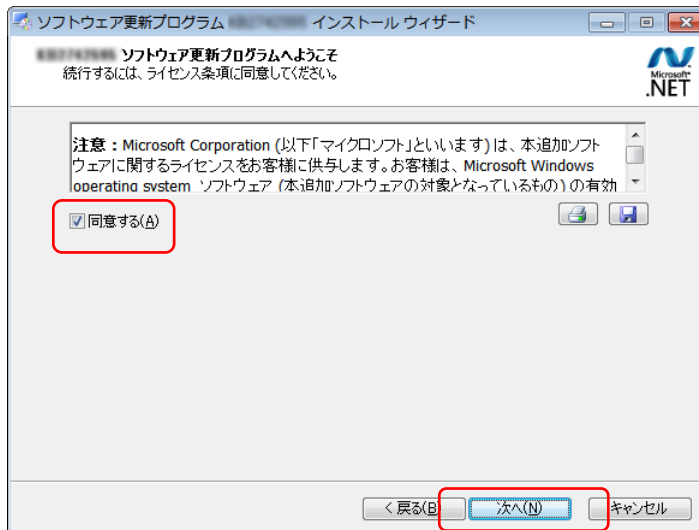 ソフトウェア更新プログラム インストール ウィザード
ソフトウェア更新プログラムへようこそ
続行するには、ライセンス条項に同意してください。
Microsoft®
.NET
注意：Microsoft Corporation (以下「マイクロソフト」といいます) は、本追加ソフト
ウェアに関するライセンスをお客様に供与します。お客様は、Microsoft Windows
operating system ソフトウェア (本追加ソフトウェアの対象となっているもの) の有効
同意する(A)
< 戻る(B
次へ(N)
キャンセル